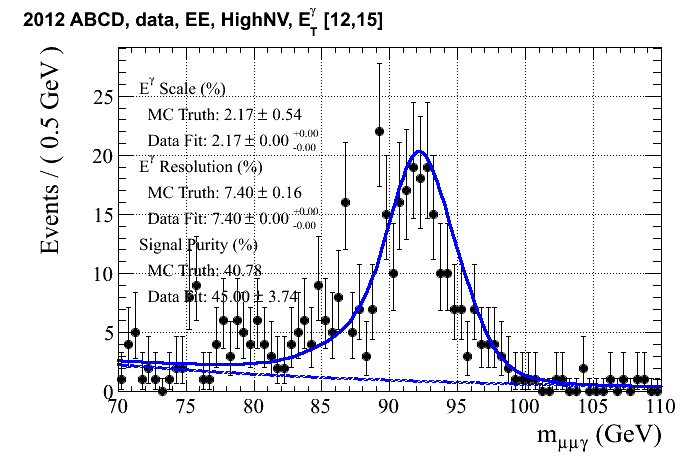 2012 ABCD, data, EE, HighNV, E_T^γ [12,15]
Events / ( 0.5 GeV )
E^γ Scale (%)
MC Truth: 2.17 ± 0.54
Data Fit: 2.17 ± 0.00 +0.00 -0.00
E^γ Resolution (%)
MC Truth: 7.40 ± 0.16
Data Fit: 7.40 ± 0.00 +0.00 -0.00
Signal Purity (%)
MC Truth: 40.78
Data Fit: 45.00 ± 3.74
25
20
15
10
5
0
70 75 80 85 90 95 100 105 110
m_μμγ (GeV)